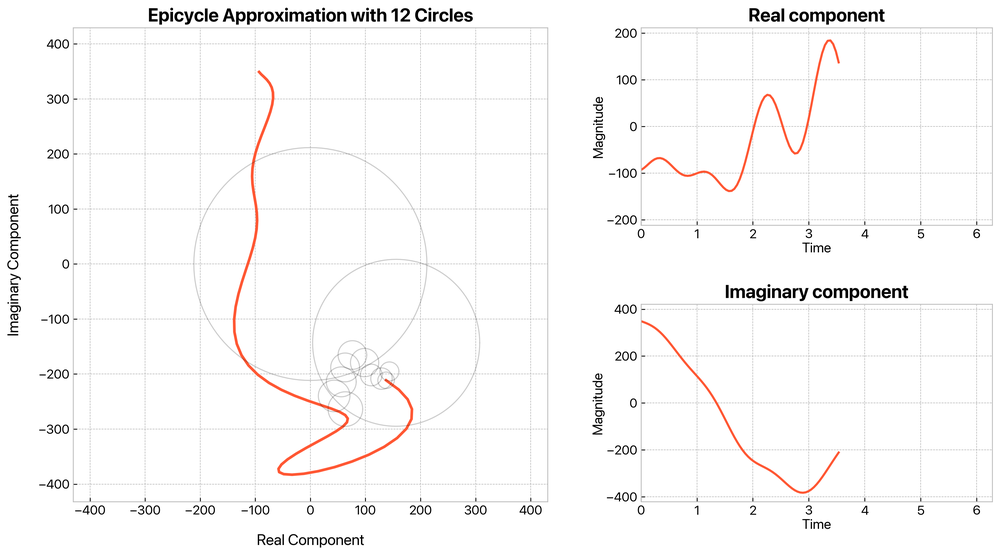 Epicycle Approximation with 12 Circles
400
300
200
100
0
−100
−200
−300
−400
−400 −300 −200 −100 0 100 200 300 400
Imaginary Component
Real Component
Real component
200
100
0
−100
−200
0 1 2 3 4 5 6
Magnitude
Time
Imaginary component
400
200
0
−200
−400
0 1 2 3 4 5 6
Magnitude
Time